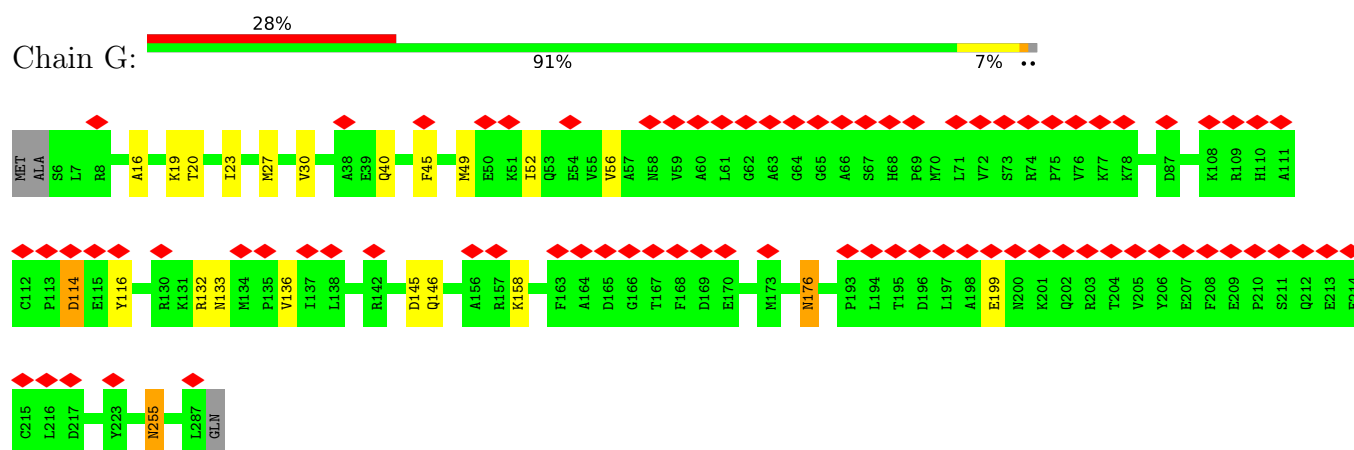 28%
Chain G:
91% 7% ••
MET ALA S6 L7 R8 A16 K19 T20 I23 M27 V30 A38 E39 Q40 F45 M49 E50 K51 I52 Q53 E54 V55 V56 A57 N58 V59 A60 L61 G62 A63 G64 G65 A66 S67 H68 P69 M70 L71 V72 S73 R74 P75 V76 K77 K78 D87 K108 R109 H110 A111
C112 P113 D114 E115 Y116 R130 K131 R132 N133 M134 P135 V136 I137 L138 R142 D145 Q146 A156 R157 K158 F163 A164 D165 G166 T167 F168 D169 E170 M173 N176 P193 L194 T195 D196 L197 A198 E199 N200 K201 Q202 R203 T204 V205 Y206 E207 F208 E209 P210 S211 Q212 E213
C215 L216 D217 Y223 N255 L287 GLN